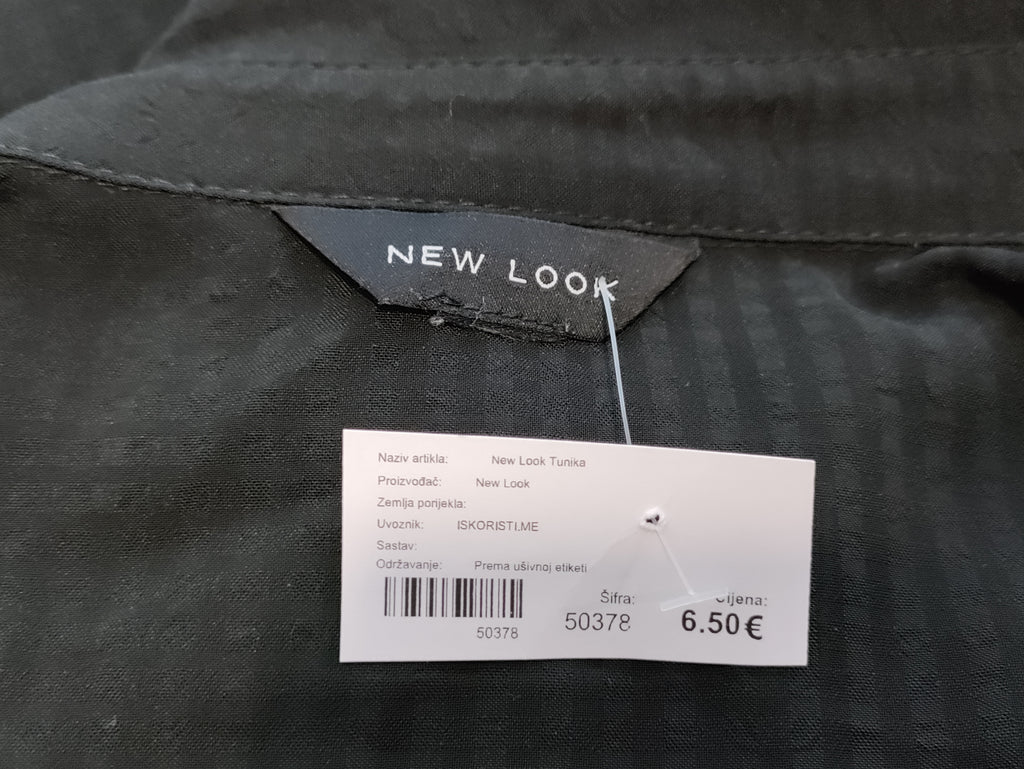 NEW LOOK
Naziv artikla: New Look Tunika
Proizvođač: New Look
Zemlja porijekla:
Uvoznik: ISKORISTI.ME
Sastav:
Održavanje: Prema ušivnoj etiketi
50378
Šifra:
50378
Cijena:
6.50€